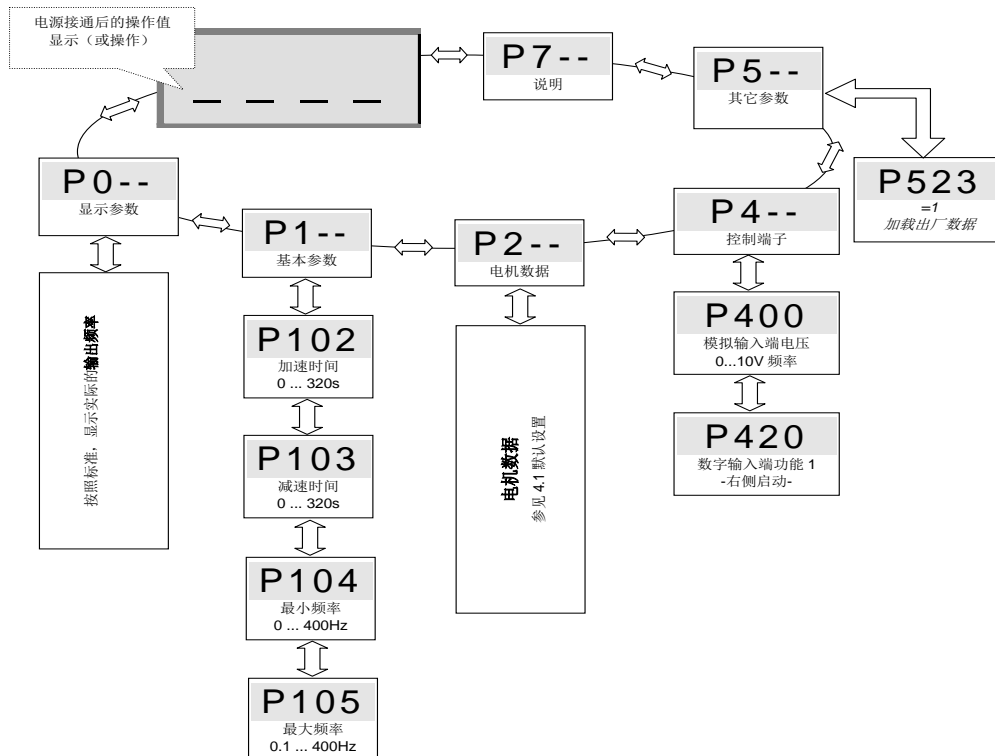 电源接通后的操作值
显示（或操作）
_ _ _ _
P7--
说明
P5--
其它参数
P523
=1
加载出厂数据
P0--
显示参数
按照标准，显示实际的输出频率
P1--
基本参数
P102
加速时间
0 ... 320s
P103
减速时间
0 ... 320s
P104
最小频率
0 ... 400Hz
P105
最大频率
0.1 ... 400Hz
P2--
电机数据
电机数据
参见 4.1 默认设置
P4--
控制端子
P400
模拟输入端电压
0...10V 频率
P420
数字输入端功能 1
-右侧启动-